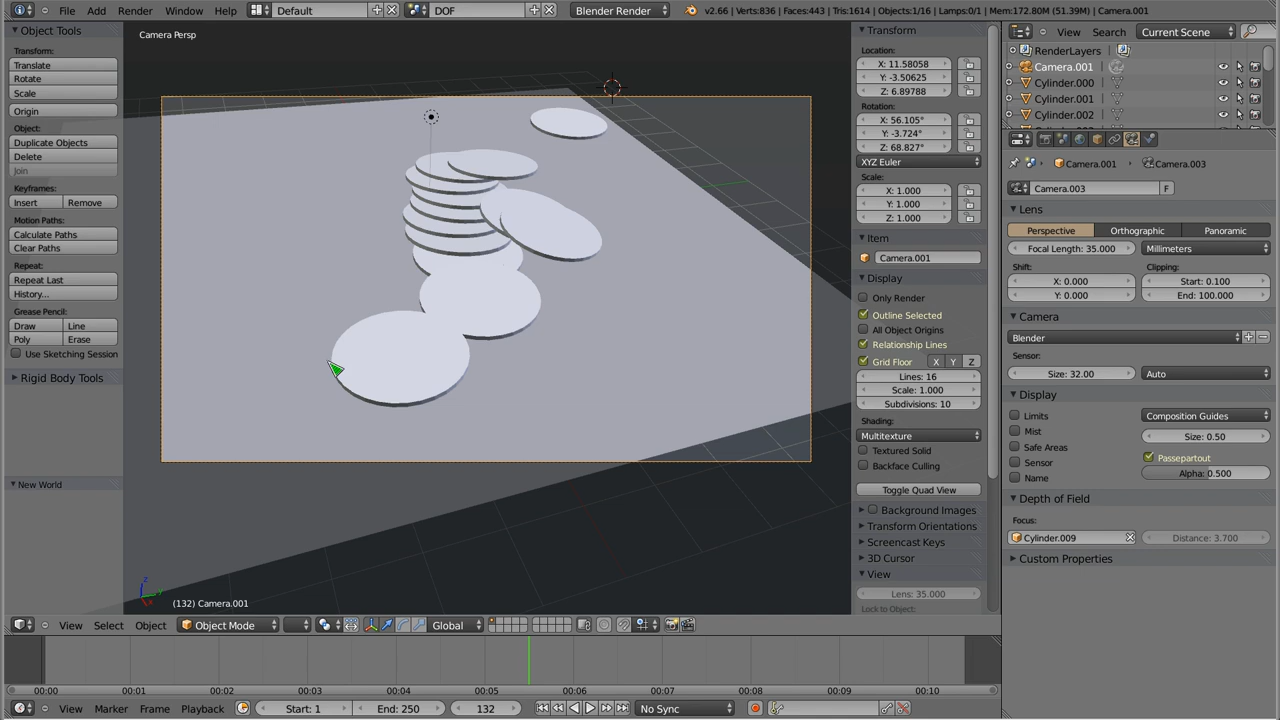 File Add Render Window Help Default DOF Blender Render v2.66 | Verts:836 | Faces:443 | Tris:1614 | Objects:1/16 | Lamps:0/1 | Mem:172.80M (51.39M) | Camera.001
Object Tools
Transform:
Translate
Rotate
Scale
Origin
Object:
Duplicate Objects
Delete
Join
Keyframes:
Insert Remove
Motion Paths:
Calculate Paths
Clear Paths
Repeat:
Repeat Last
History...
Grease Pencil:
Draw Line
Poly Erase
Use Sketching Session
Rigid Body Tools
New World
Camera Persp
(132) Camera.001
Transform
Location:
X: 11.58058
Y: -3.50625
Z: 6.89788
Rotation:
X: 56.105°
Y: -3.724°
Z: 68.827°
XYZ Euler
Scale:
X: 1.000
Y: 1.000
Z: 1.000
Item
Camera.001
Display
Only Render
Outline Selected
All Object Origins
Relationship Lines
Grid Floor X Y Z
Lines: 16
Scale: 1.000
Subdivisions: 10
Shading:
Multitexture
Textured Solid
Backface Culling
Toggle Quad View
Background Images
Transform Orientations
Screencast Keys
3D Cursor
View
Lens: 35.000
Lock to Object:
View Search Current Scene
RenderLayers
Camera.001
Cylinder.000
Cylinder.001
Cylinder.002
Camera.001 Camera.003
Camera.003 F
Lens
Perspective Orthographic Panoramic
Focal Length: 35.000 Millimeters
Shift: Clipping:
X: 0.000 Start: 0.100
Y: 0.000 End: 100.000
Camera
Blender
Sensor:
Size: 32.00 Auto
Display
Limits Composition Guides
Mist Size: 0.50
Safe Areas
Sensor Passepartout
Name Alpha: 0.500
Depth of Field
Focus:
Cylinder.009 Distance: 3.700
Custom Properties
View Select Object Object Mode Global
00:00 00:01 00:02 00:03 00:04 00:05 00:06 00:07 00:08 00:09 00:10
View Marker Frame Playback Start: 1 End: 250 132 No Sync